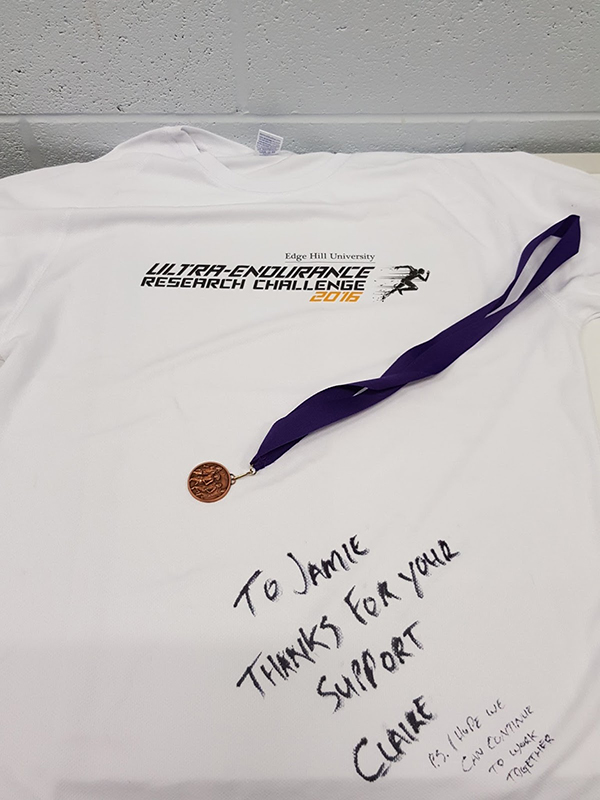 Edge Hill University
ULTRA-ENDURANCE
RESEARCH CHALLENGE
2016
TO JAMIE
THANKS FOR YOUR
SUPPORT
CLAIRE
P.S. I HOPE WE
CAN CONTINUE
TO WORK
TOGETHER